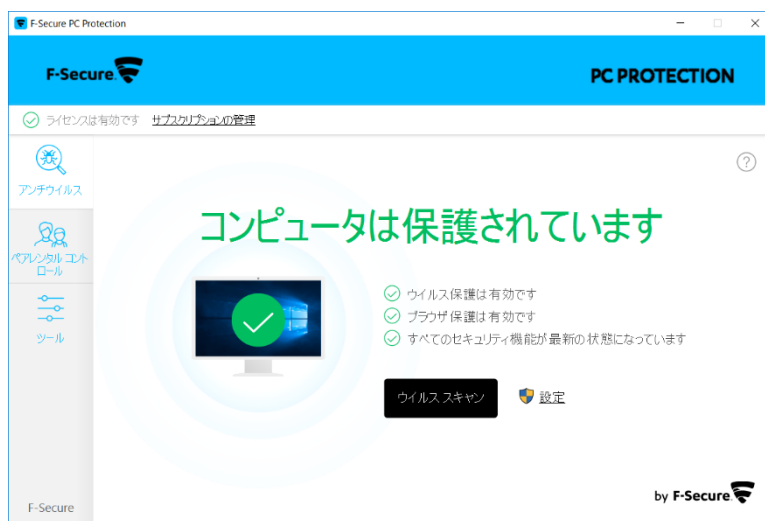 F-Secure PC Protection
F-Secure
PC PROTECTION
ライセンスは有効です サブスクリプションの管理
アンチウイルス
ペアレンタル コント
ロール
ツール
コンピュータは保護されています
ウイルス保護は有効です
ブラウザ保護は有効です
すべてのセキュリティ機能が最新の状態になっています
ウイルス スキャン
設定
F-Secure
by F-Secure